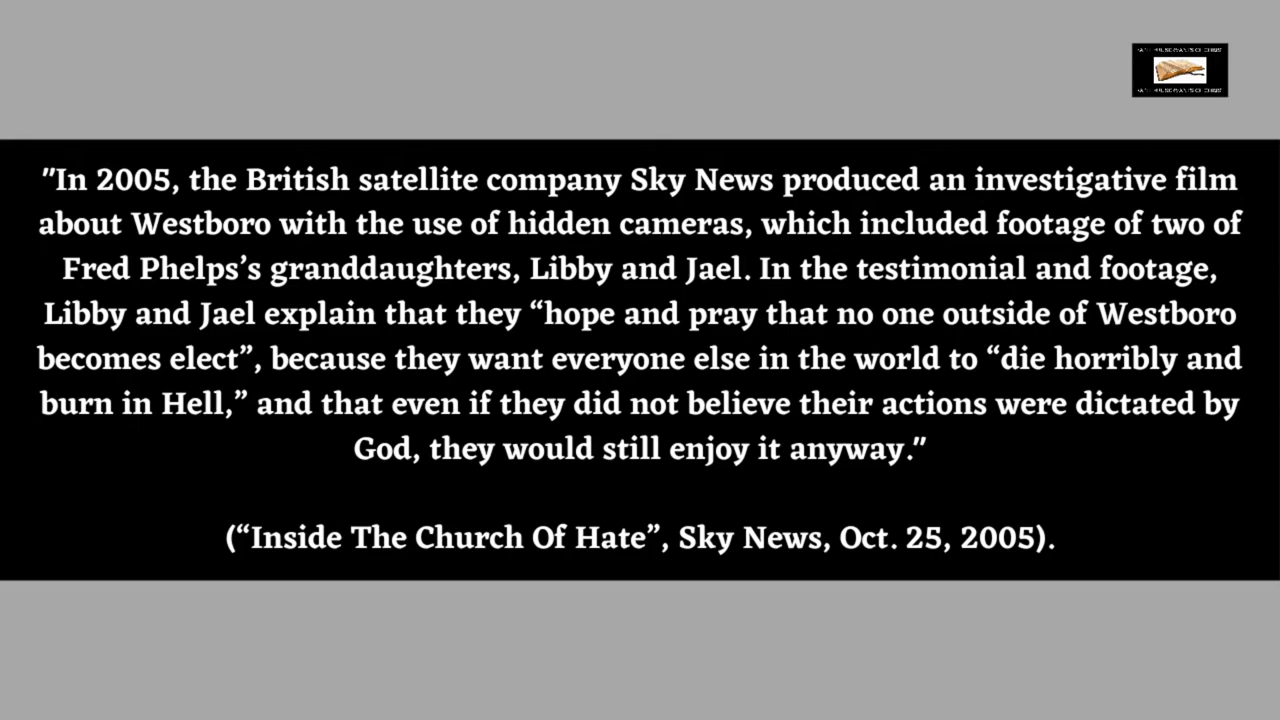 "In 2005, the British satellite company Sky News produced an investigative film
about Westboro with the use of hidden cameras, which included footage of two of
Fred Phelps’s granddaughters, Libby and Jael. In the testimonial and footage,
Libby and Jael explain that they “hope and pray that no one outside of Westboro
becomes elect”, because they want everyone else in the world to “die horribly and
burn in Hell,” and that even if they did not believe their actions were dictated by
God, they would still enjoy it anyway."
(“Inside The Church Of Hate”, Sky News, Oct. 25, 2005).